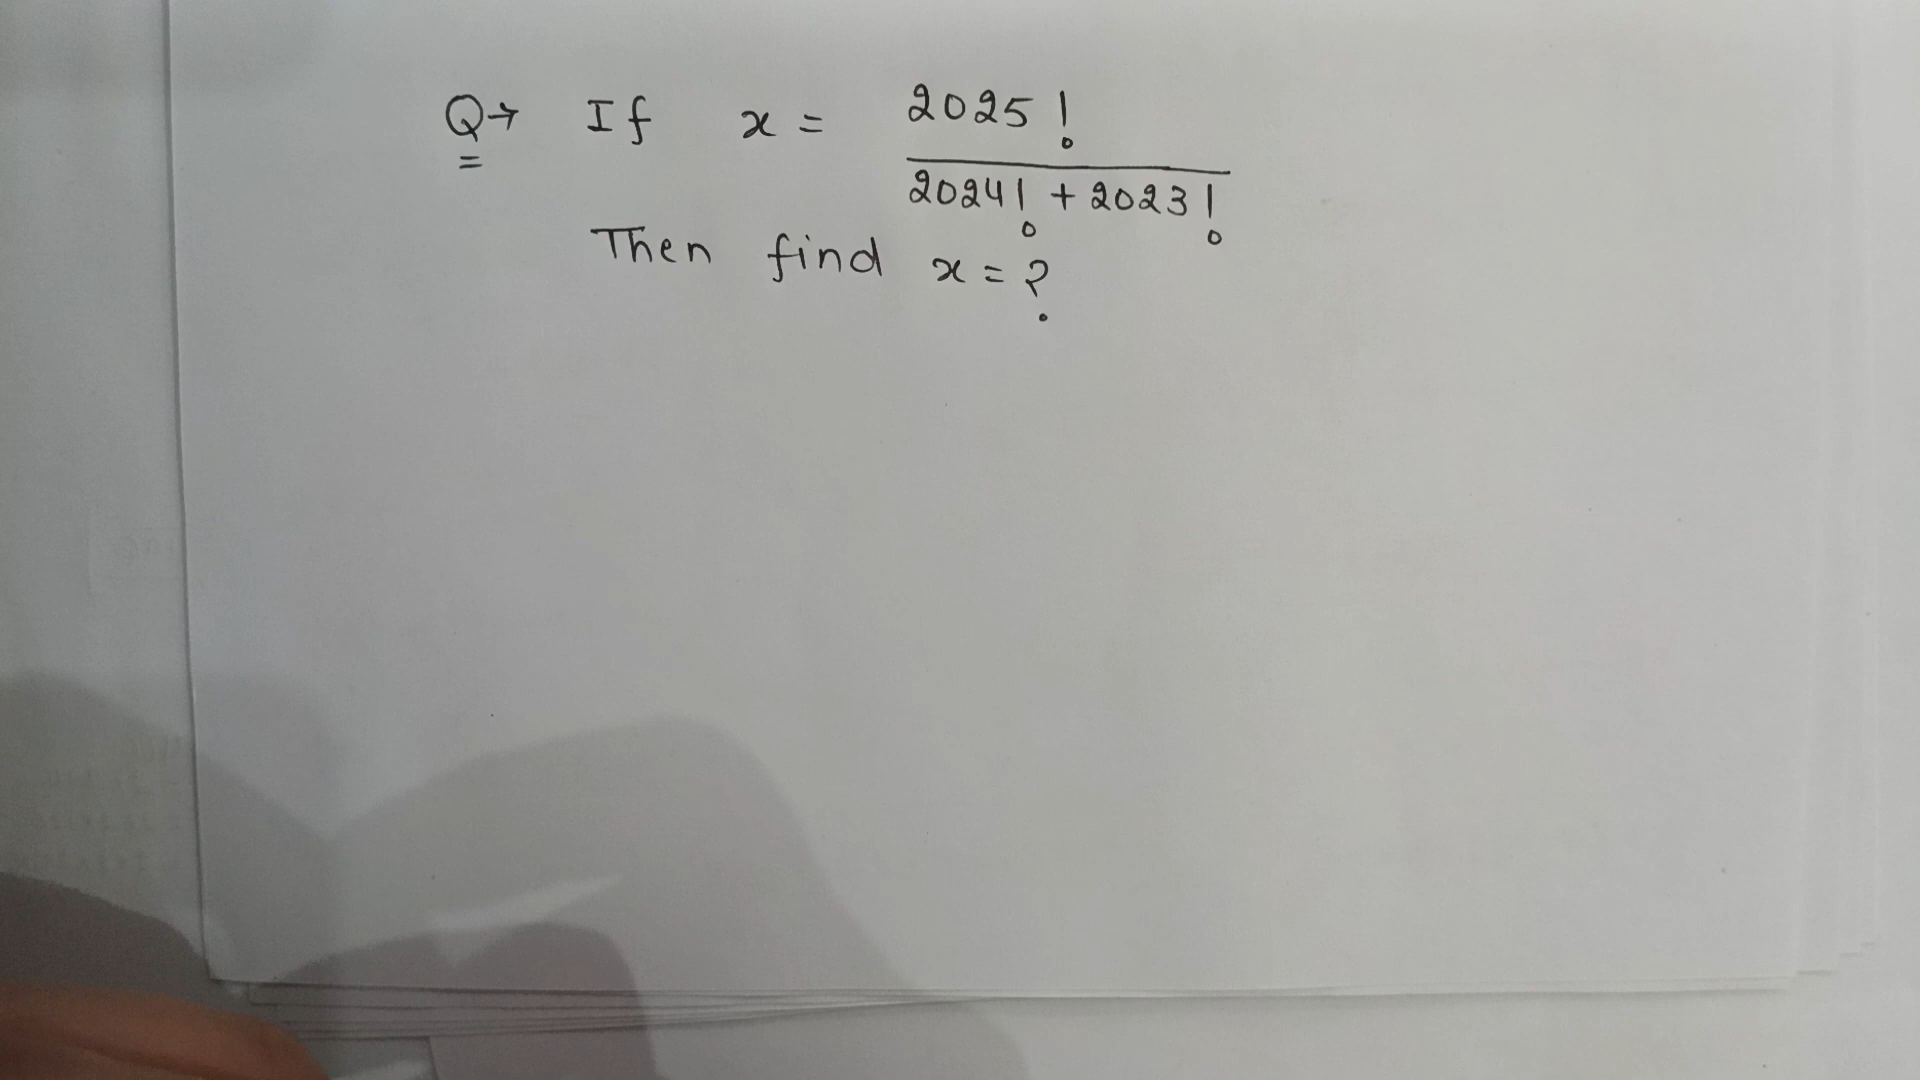 Q→ If x = 2025!
2024! + 2023!
Then find x = ?